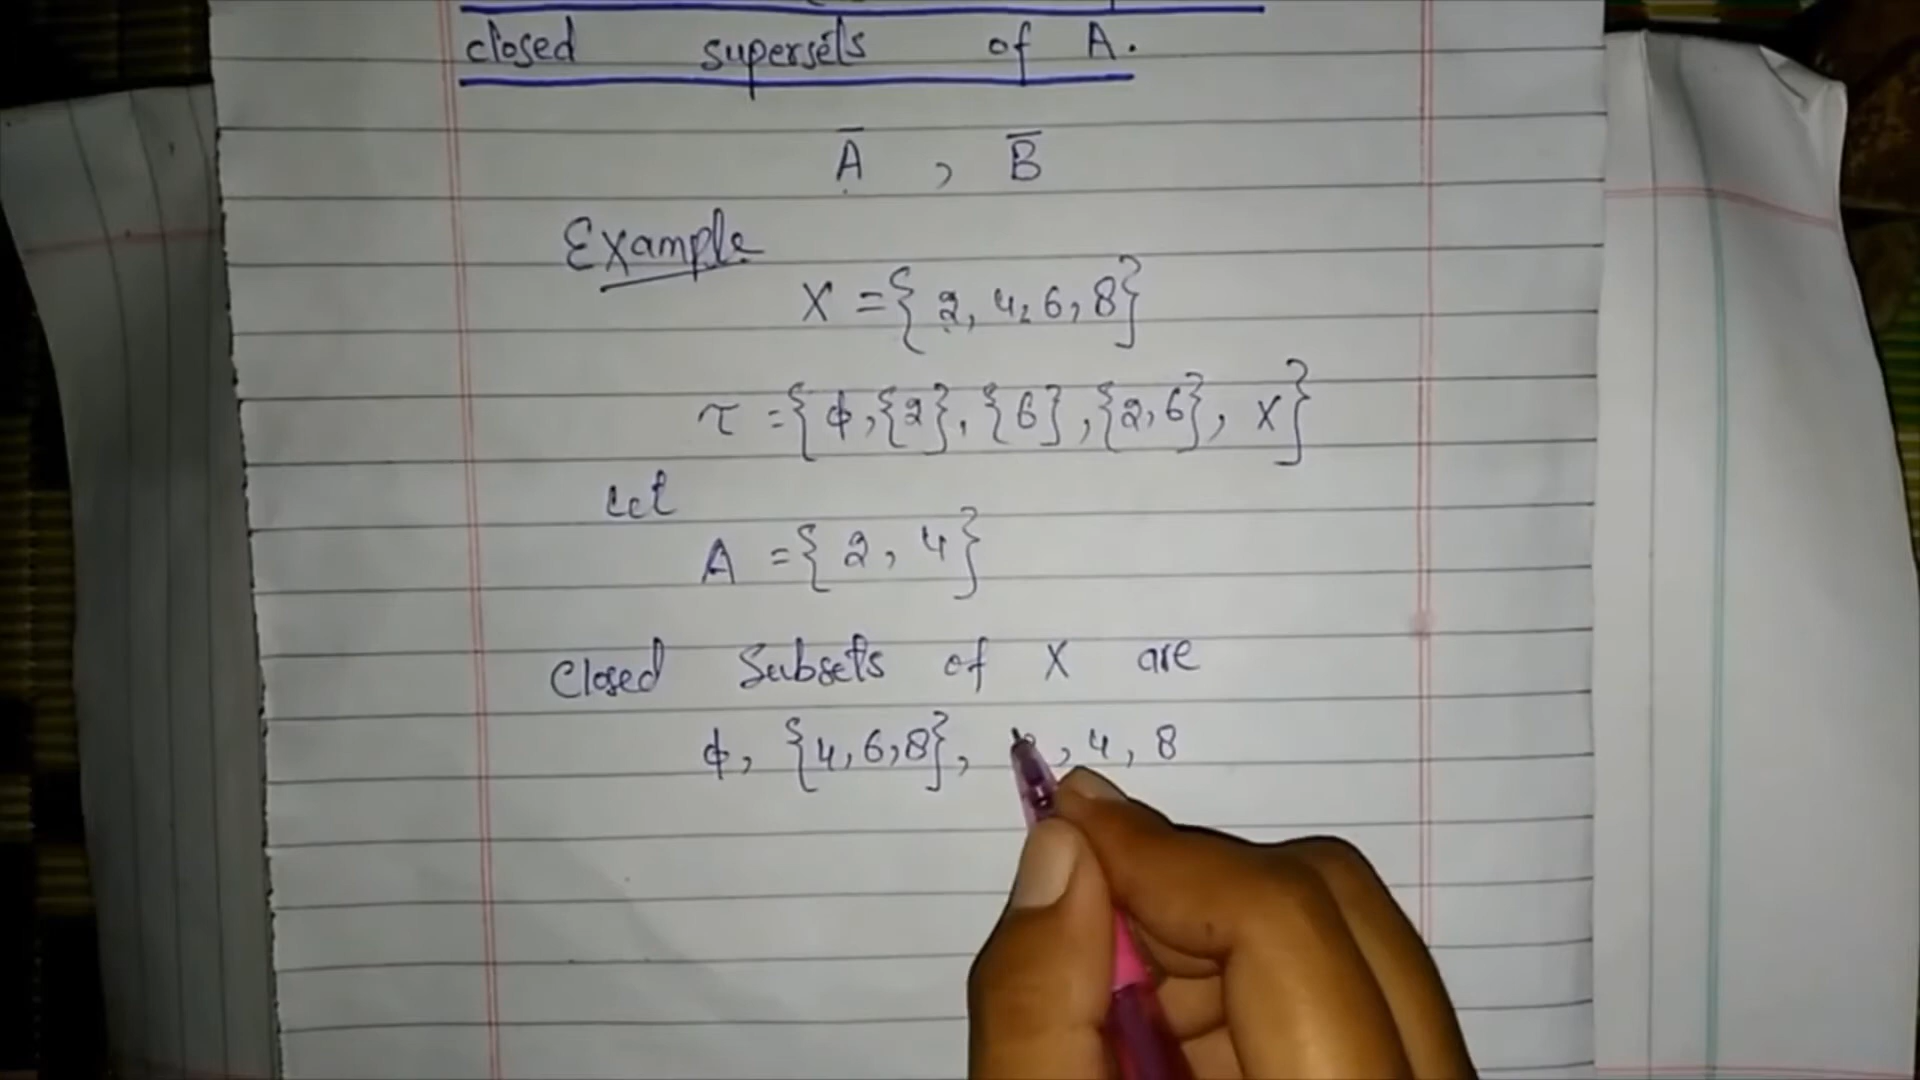 closed supersets of A.
A̅ , B̅
Example
X = { 2, 4, 6, 8}
τ = { ϕ, {2}, {6}, {2, 6}, X}
Let
A = { 2, 4}
Closed Subsets of X are
ϕ, {4, 6, 8}, , 4, 8